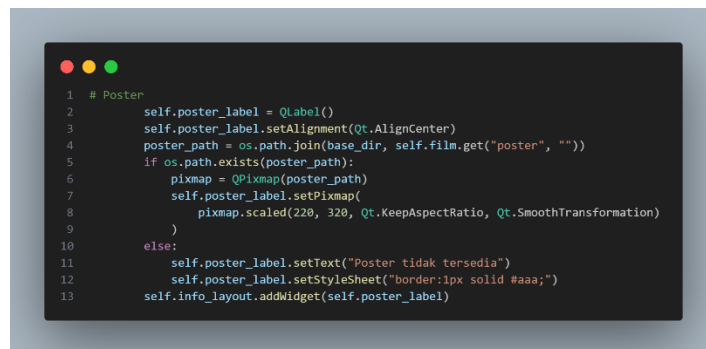 1 # Poster
2         self.poster_label = QLabel()
3         self.poster_label.setAlignment(Qt.AlignCenter)
4         poster_path = os.path.join(base_dir, self.film.get("poster", ""))
5         if os.path.exists(poster_path):
6             pixmap = QPixmap(poster_path)
7             self.poster_label.setPixmap(
8                 pixmap.scaled(220, 320, Qt.KeepAspectRatio, Qt.SmoothTransformation)
9             )
10         else:
11             self.poster_label.setText("Poster tidak tersedia")
12             self.poster_label.setStyleSheet("border:1px solid #aaa;")
13         self.info_layout.addWidget(self.poster_label)